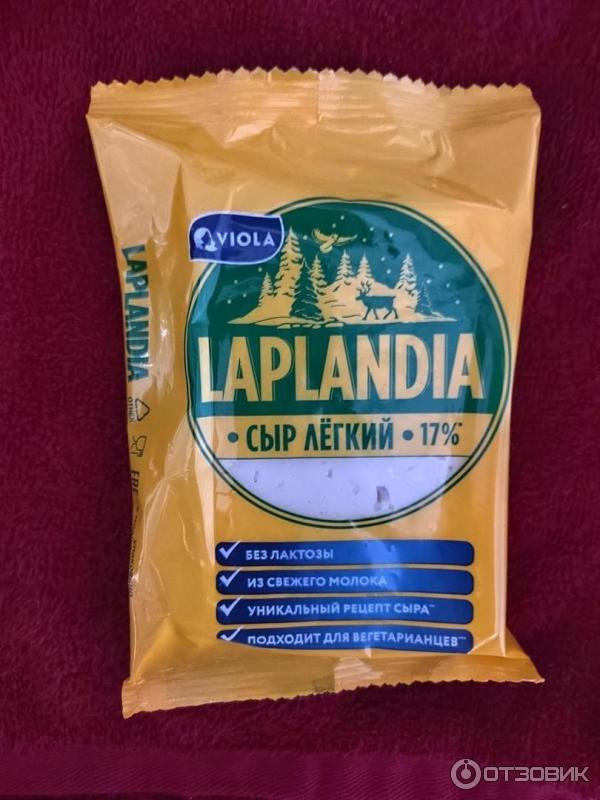 VIOLA
LAPLANDIA
• СЫР ЛЁГКИЙ • 17%*
БЕЗ ЛАКТОЗЫ
ИЗ СВЕЖЕГО МОЛОКА
УНИКАЛЬНЫЙ РЕЦЕПТ СЫРА**
ПОДХОДИТ ДЛЯ ВЕГЕТАРИАНЦЕВ***
LAPLANDIA
ОТЗОВИК